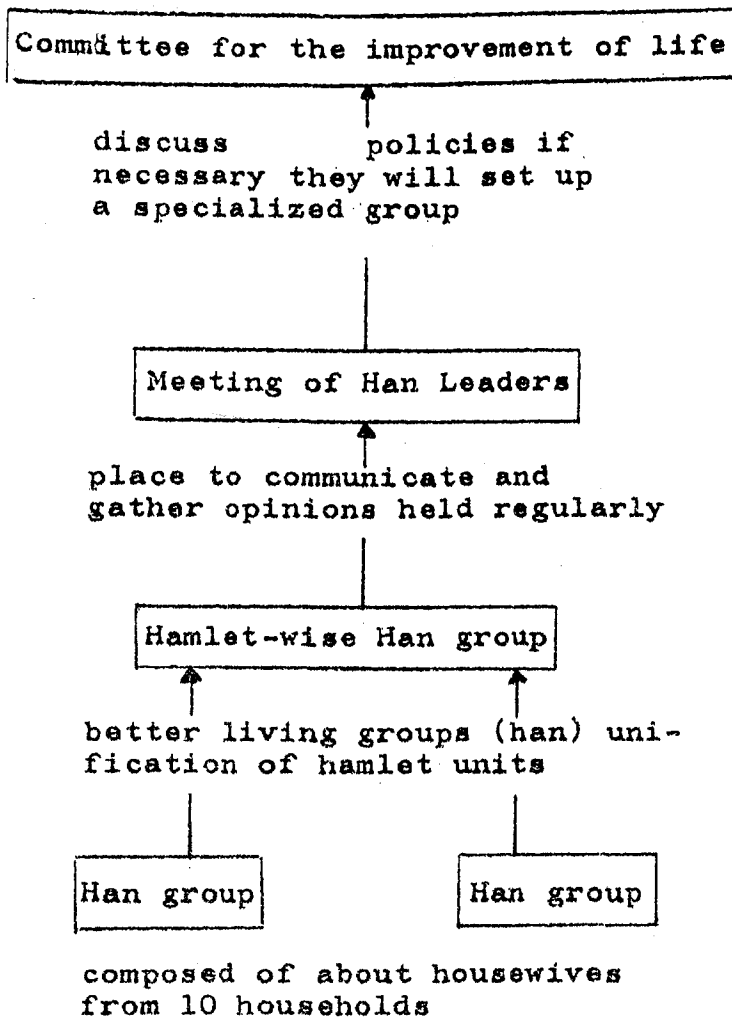 Committee for the improvement of life
discuss policies if
necessary they will set up
a specialized group
Meeting of Han Leaders
place to communicate and
gather opinions held regularly
Hamlet-wise Han group
better living groups (han) uni-
fication of hamlet units
Han group Han group
composed of about housewives
from 10 households